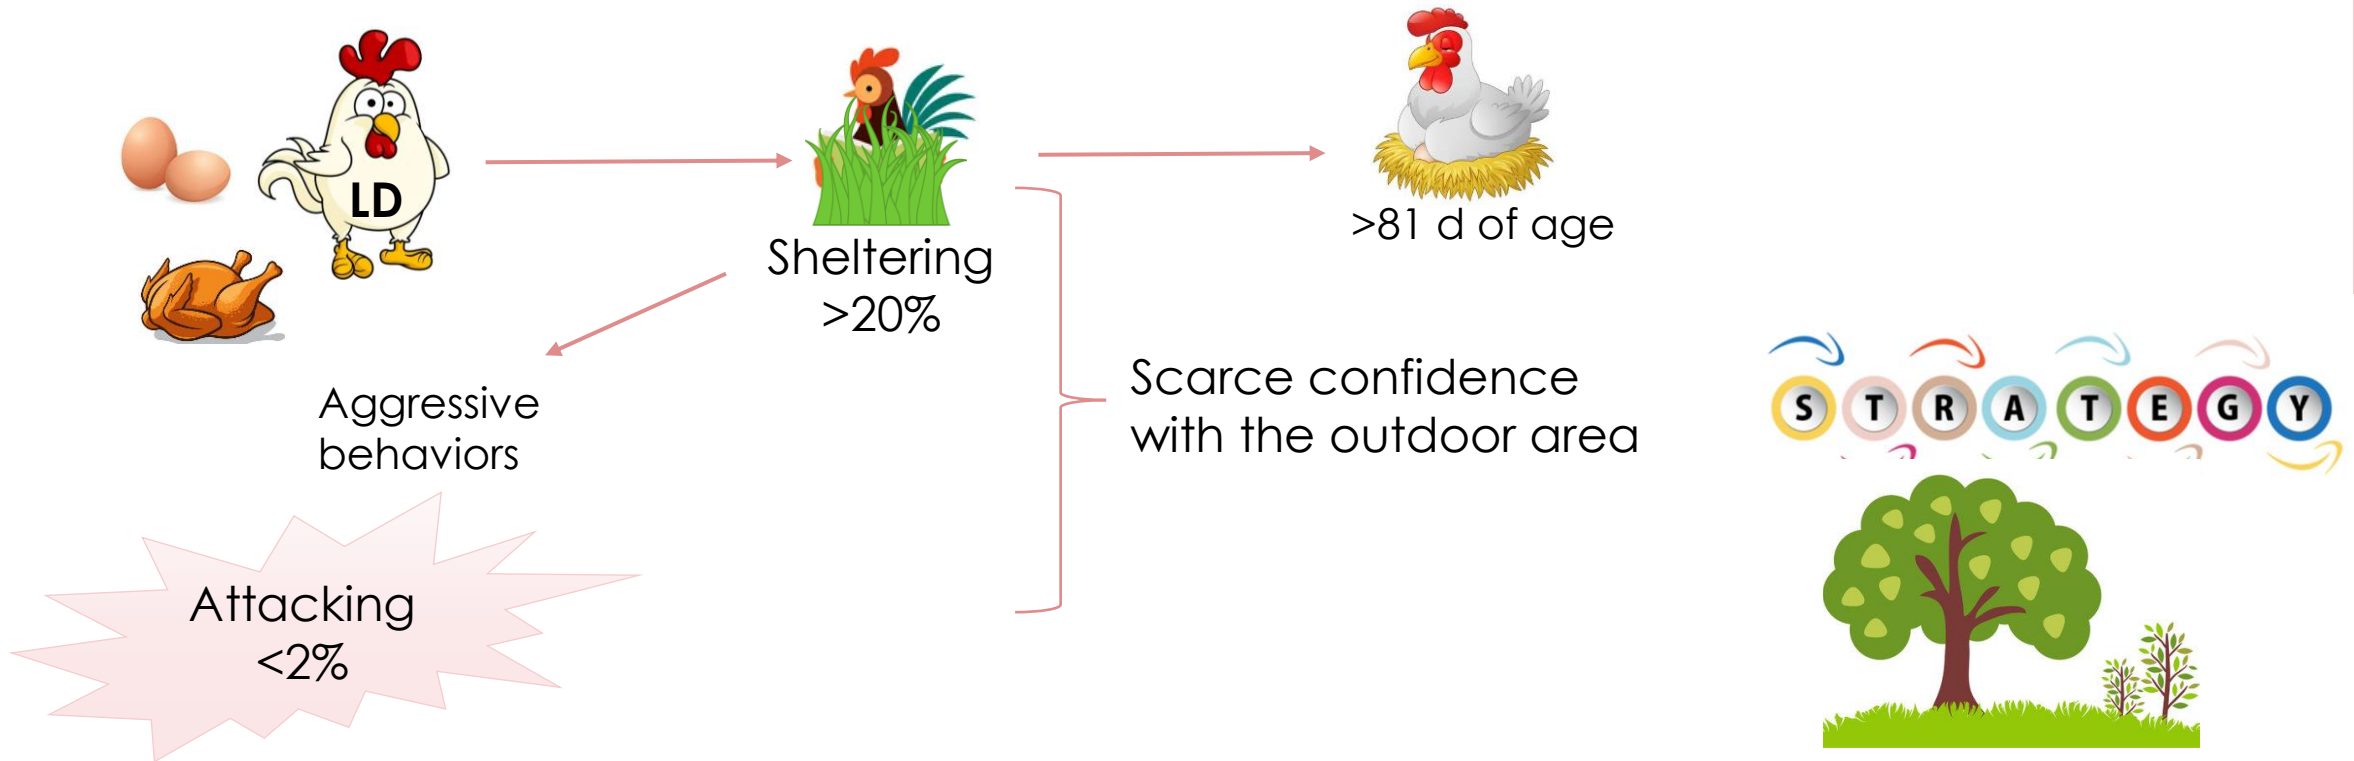 LD
Sheltering
>20%
>81 d of age
Aggressive
behaviors
Attacking
<2%
Scarce confidence
with the outdoor area
STRATEGY